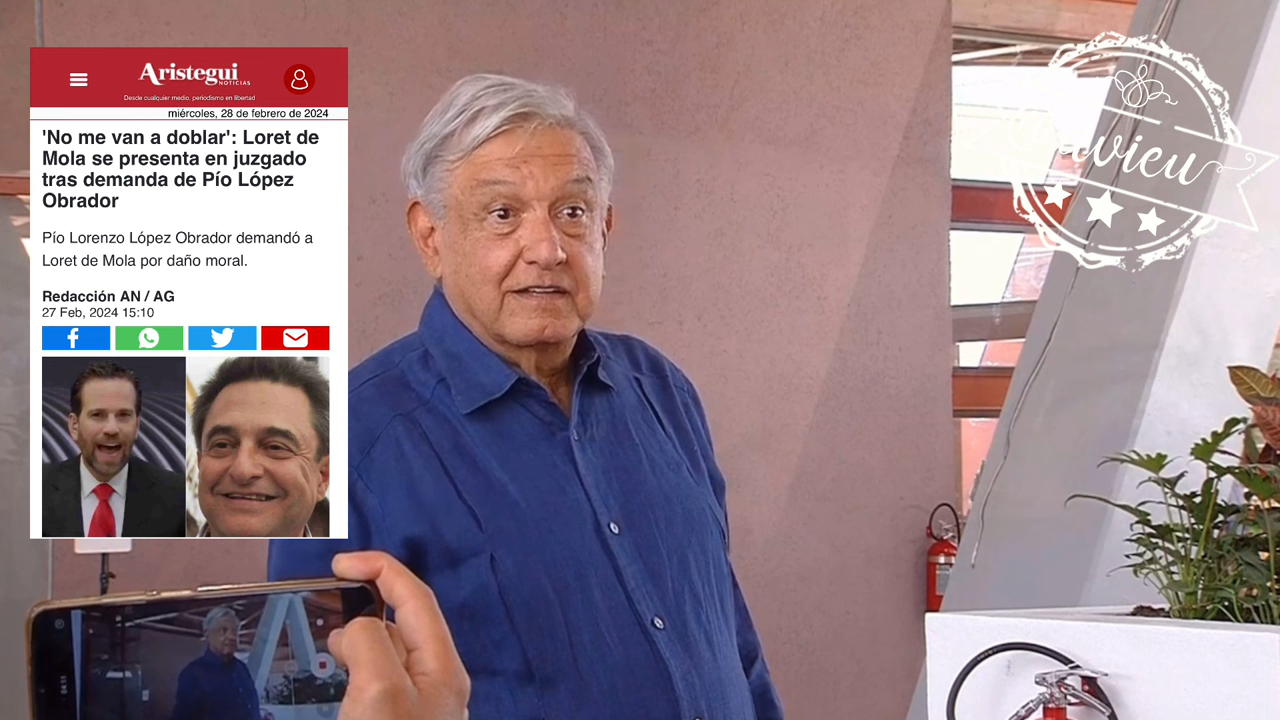 Aristegui
NOTICIAS
Desde cualquier medio, periodismo en libertad
miércoles, 28 de febrero de 2024
'No me van a doblar': Loret de
Mola se presenta en juzgado
tras demanda de Pío López
Obrador
Pío Lorenzo López Obrador demandó a
Loret de Mola por daño moral.
Redacción AN / AG
27 Feb, 2024 15:10
04:11